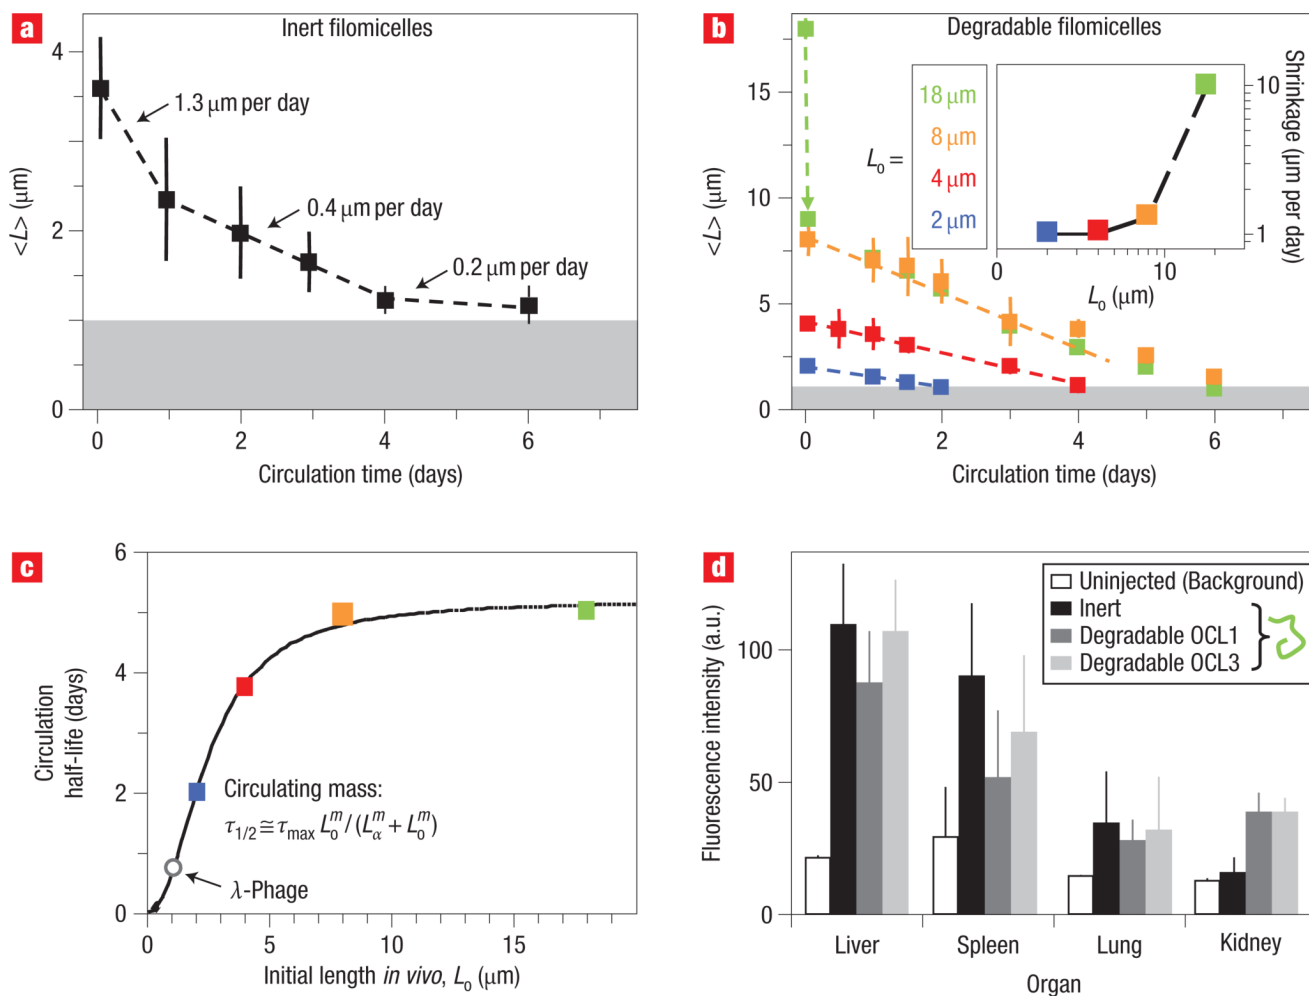 a
Inert filomicelles
4
2
0
<L> (μm)
1.3 μm per day
0.4 μm per day
0.2 μm per day
0
2
4
6
Circulation time (days)
b
Degradable filomicelles
15
10
5
0
<L> (μm)
L₀ =
18 μm
8 μm
4 μm
2 μm
10
1
Shrinkage (μm per day)
0
10
L₀ (μm)
0
2
4
6
Circulation time (days)
c
6
4
2
0
Circulation
half-life (days)
Circulating mass:
τ₁/₂ ≅ τmax L₀ᵐ/(Lαᵐ + L₀ᵐ)
λ-Phage
0
5
10
15
Initial length in vivo, L₀ (μm)
d
Uninjected (Background)
Inert
Degradable OCL1
Degradable OCL3
100
50
0
Fluorescence intensity (a.u.)
Liver
Spleen
Lung
Kidney
Organ